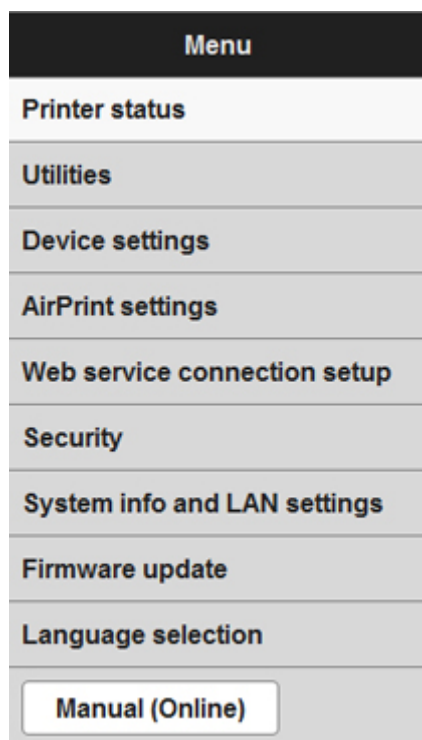 Menu
Printer status
Utilities
Device settings
AirPrint settings
Web service connection setup
Security
System info and LAN settings
Firmware update
Language selection
Manual (Online)